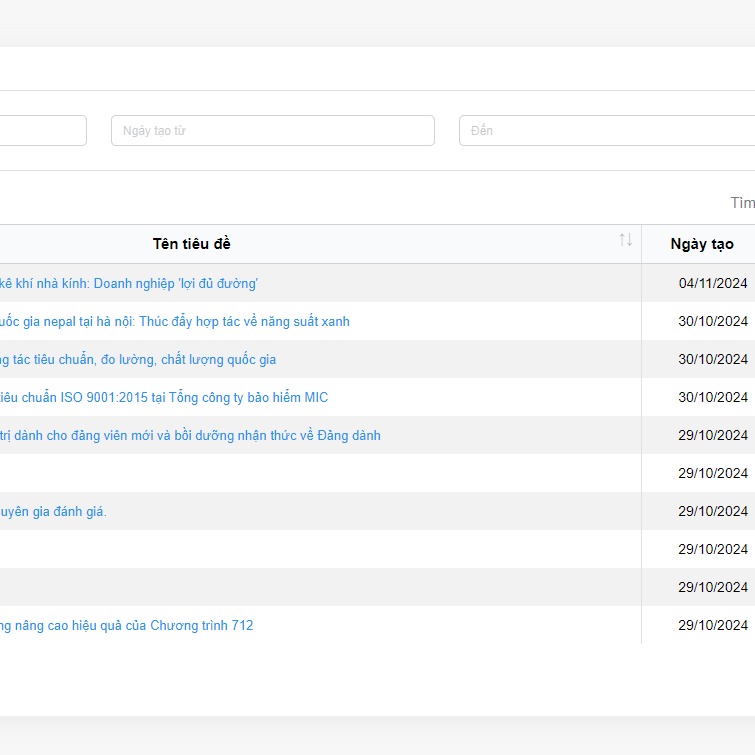 Ngày tạo từ Đến
Tìm
Tên tiêu đề Ngày tạo
kê khí nhà kính: Doanh nghiệp 'lợi đủ đường' 04/11/2024
uốc gia nepal tại hà nội: Thúc đẩy hợp tác về năng suất xanh 30/10/2024
ng tác tiêu chuẩn, đo lường, chất lượng quốc gia 30/10/2024
tiêu chuẩn ISO 9001:2015 tại Tổng công ty bảo hiểm MIC 30/10/2024
trị dành cho đảng viên mới và bồi dưỡng nhận thức về Đảng dành 29/10/2024
29/10/2024
uyên gia đánh giá. 29/10/2024
29/10/2024
29/10/2024
ng nâng cao hiệu quả của Chương trình 712 29/10/2024